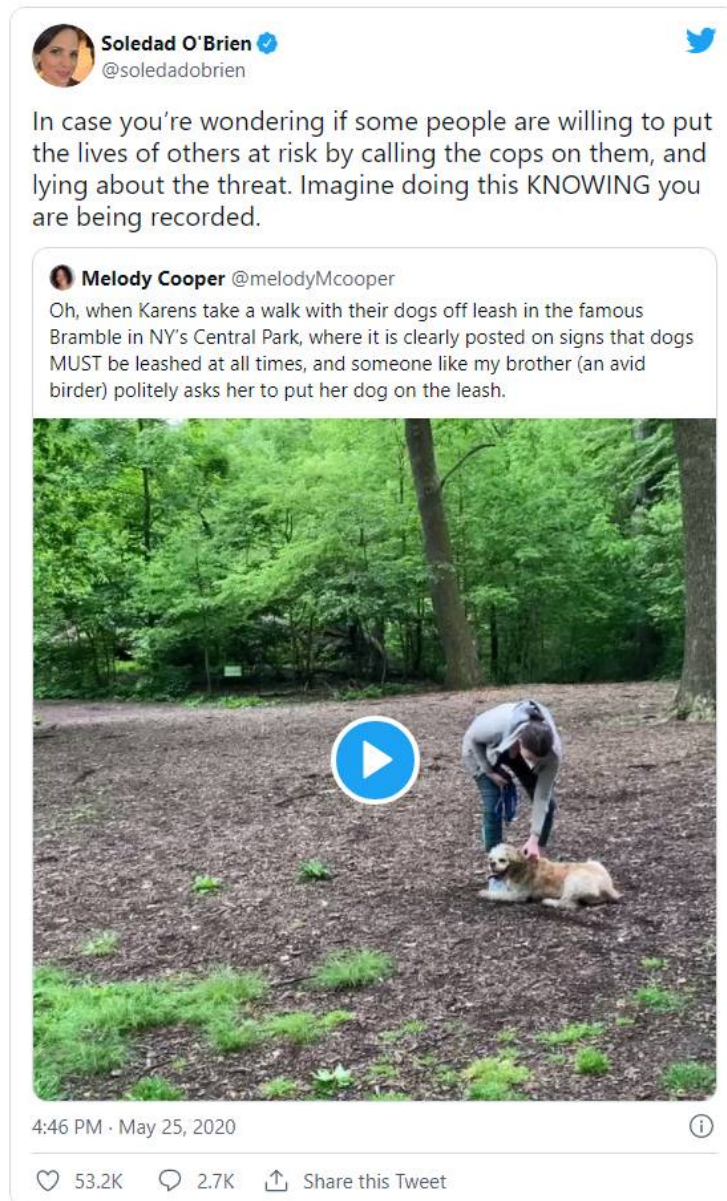 Soledad O'Brien
@soledadobrien
In case you're wondering if some people are willing to put
the lives of others at risk by calling the cops on them, and
lying about the threat. Imagine doing this KNOWING you
are being recorded.
Melody Cooper @melodyMcooper
Oh, when Karens take a walk with their dogs off leash in the famous
Bramble in NY's Central Park, where it is clearly posted on signs that dogs
MUST be leashed at all times, and someone like my brother (an avid
birder) politely asks her to put her dog on the leash.
4:46 PM · May 25, 2020
53.2K 2.7K Share this Tweet